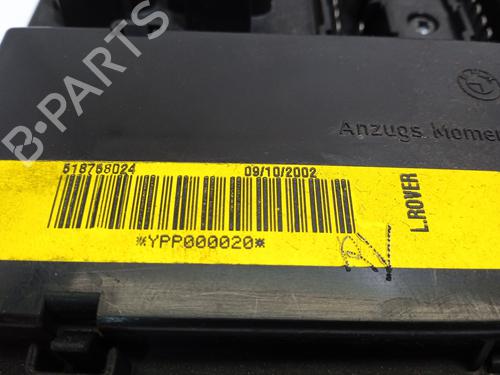 B-PARTS
Anzugs. Momen
518758024
09/10/2002
*YPP000020*
L.ROVER